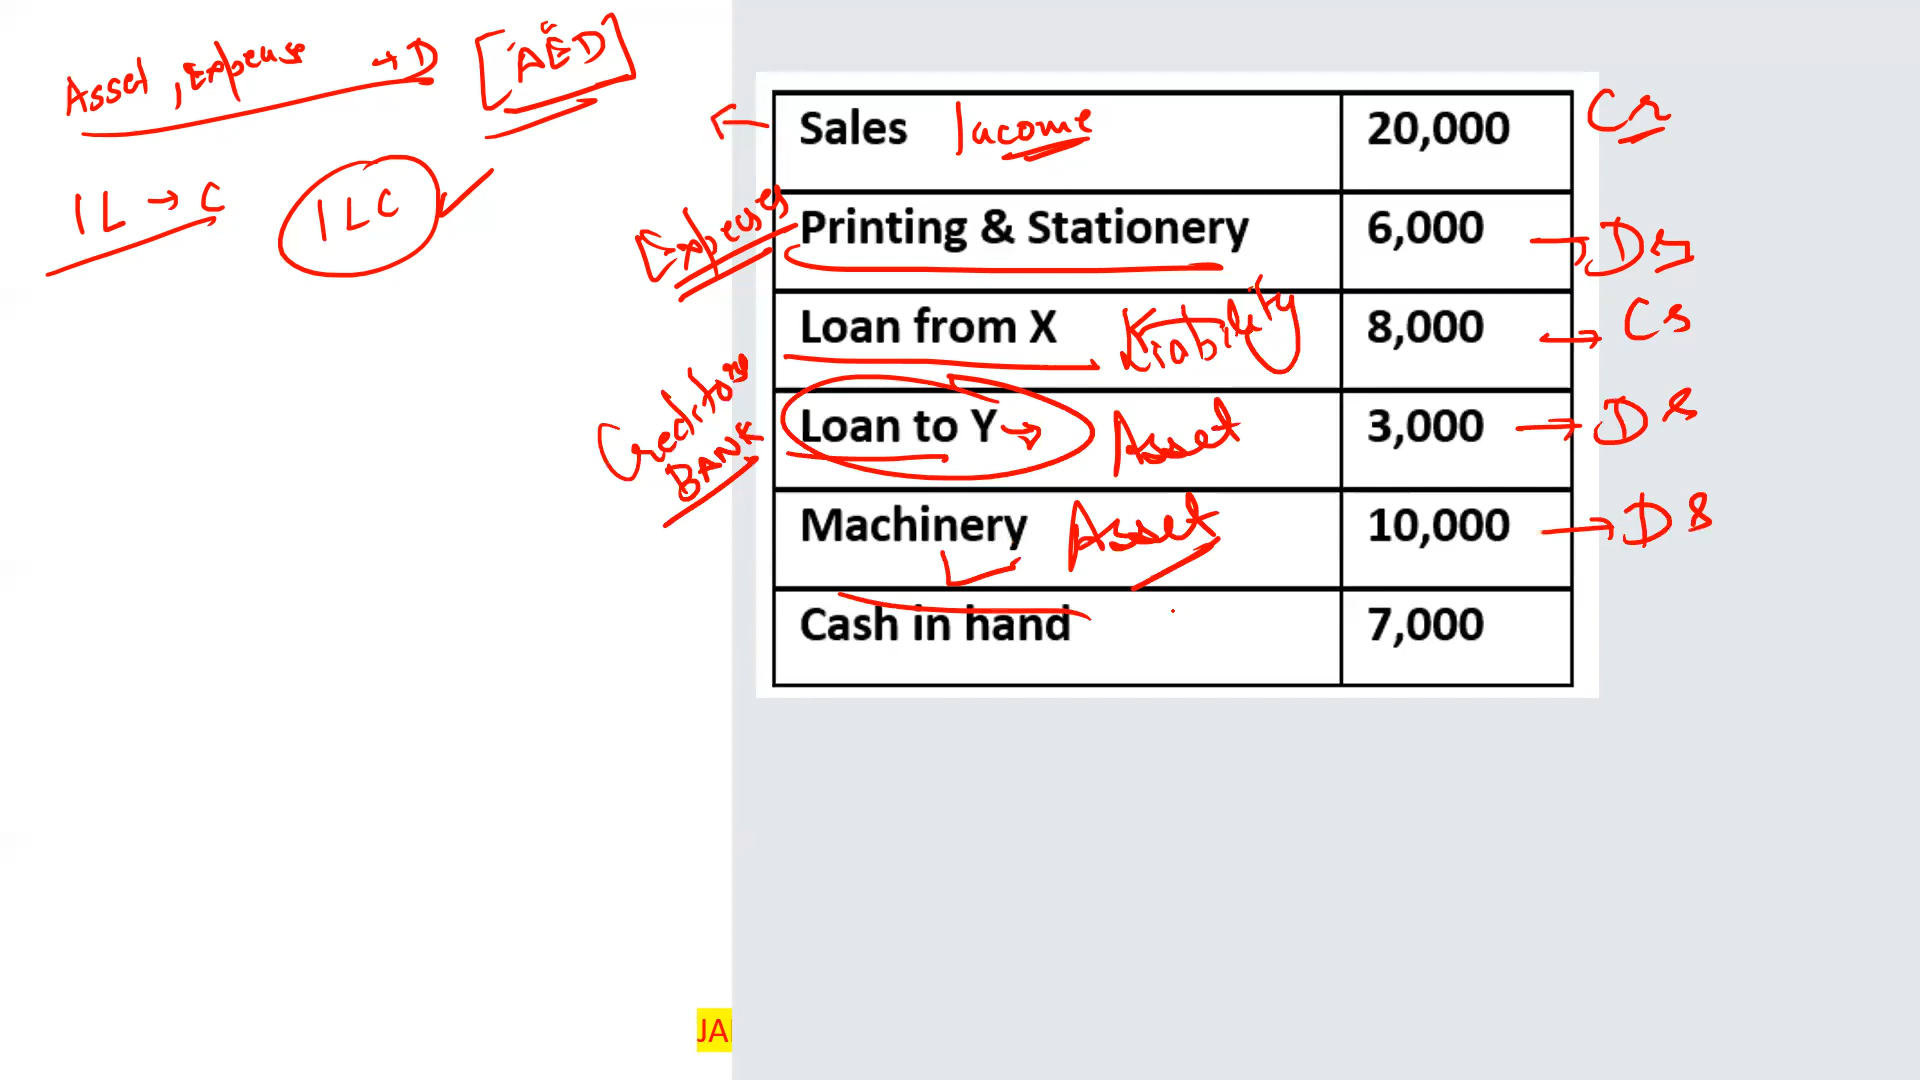 Asset, Expense → D [AED]
IL → C ILC
Sales Income 20,000 Cr
Expenses Printing & Stationery 6,000 → Dr
Loan from X Liability 8,000 → Cr
Creditors
BANK
Loan to Y → Asset 3,000 → Dr
Machinery Asset 10,000 → Dr
Cash in hand 7,000
JAI